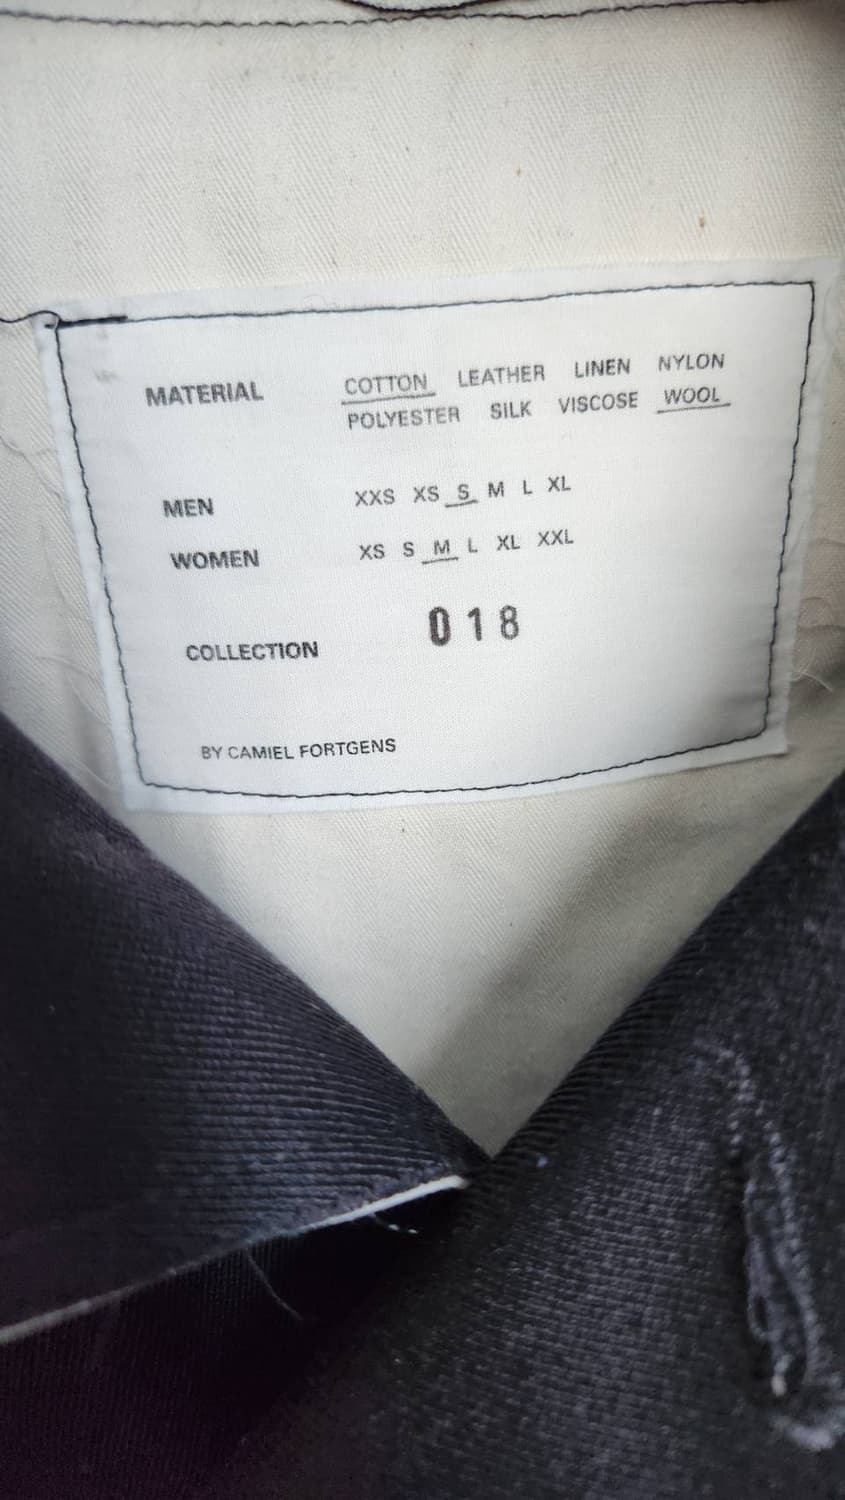 MATERIAL COTTON LEATHER LINEN NYLON
POLYESTER SILK VISCOSE WOOL
MEN XXS XS S M L XL
WOMEN XS S M L XL XXL
COLLECTION 018
BY CAMIEL FORTGENS